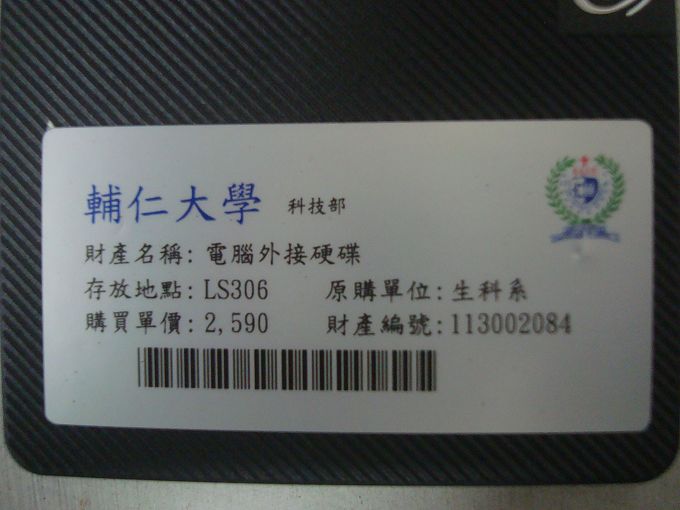 輔仁大學 科技部
財產名稱: 電腦外接硬碟
存放地點: LS306 原購單位: 生科系
購買單價: 2,590 財產編號: 113002084